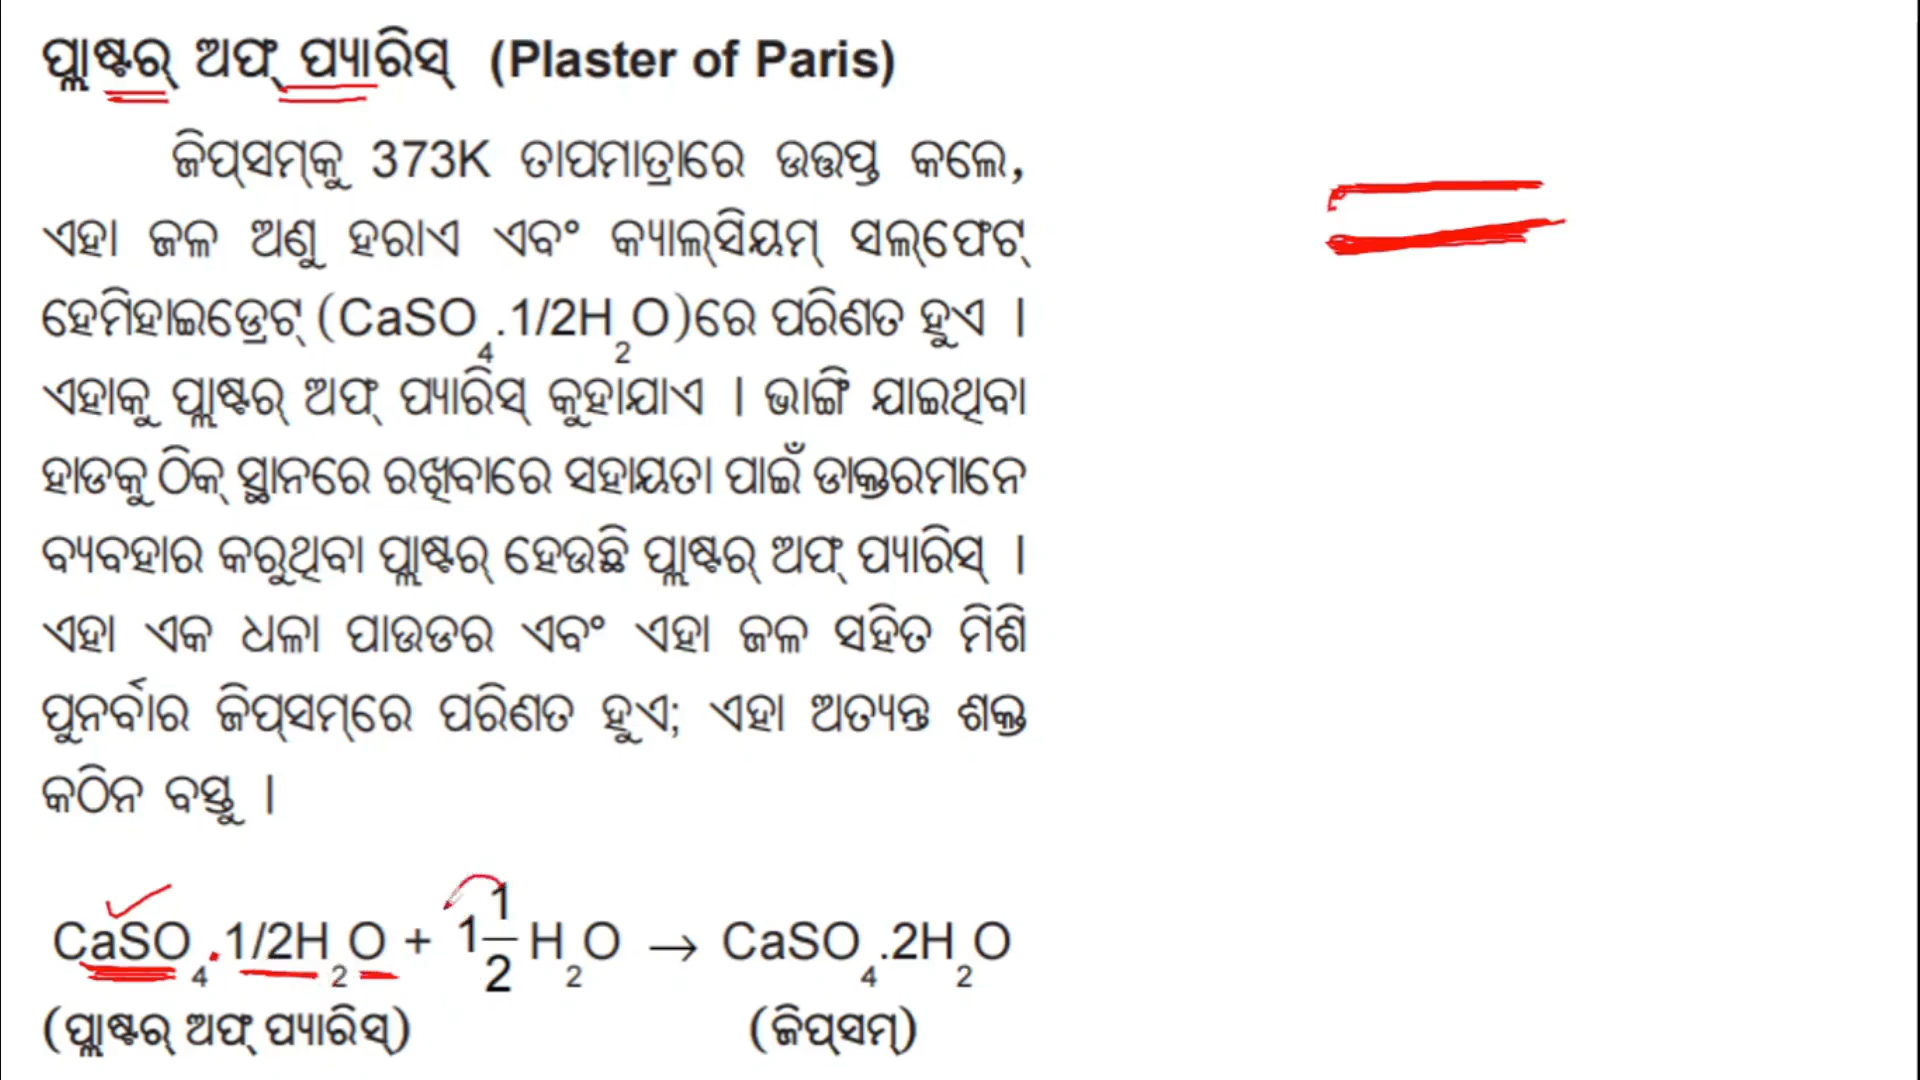 ପ୍ଲାଷ୍ଟର୍ ଅଫ୍ ପ୍ୟାରିସ୍ (Plaster of Paris)
ଜିପ୍‌ସମ୍‌କୁ 373K ତାପମାତ୍ରାରେ ଉତ୍ତପ୍ତ କଲେ,
ଏହା ଜଳ ଅଣୁ ହରାଏ ଏବଂ କ୍ୟାଲ୍‌ସିୟମ୍ ସଲ୍‌ଫେଟ୍
ହେମିହାଇଡ୍ରେଟ୍ (CaSO₄.1/2H₂O)ରେ ପରିଣତ ହୁଏ ।
ଏହାକୁ ପ୍ଲାଷ୍ଟର୍ ଅଫ୍ ପ୍ୟାରିସ୍ କୁହାଯାଏ । ଭାଙ୍ଗି ଯାଇଥିବା
ହାଡକୁ ଠିକ୍ ସ୍ଥାନରେ ରଖିବାରେ ସହାୟତା ପାଇଁ ଡାକ୍ତରମାନେ
ବ୍ୟବହାର କରୁଥିବା ପ୍ଲାଷ୍ଟର୍ ହେଉଛି ପ୍ଲାଷ୍ଟର୍ ଅଫ୍ ପ୍ୟାରିସ୍ ।
ଏହା ଏକ ଧଳା ପାଉଡର ଏବଂ ଏହା ଜଳ ସହିତ ମିଶି
ପୁନର୍ବାର ଜିପ୍‌ସମ୍‌ରେ ପରିଣତ ହୁଏ; ଏହା ଅତ୍ୟନ୍ତ ଶକ୍ତ
କଠିନ ବସ୍ତୁ ।
CaSO₄.1/2H₂O + 1 1/2 H₂O → CaSO₄.2H₂O
(ପ୍ଲାଷ୍ଟର୍ ଅଫ୍ ପ୍ୟାରିସ୍) (ଜିପ୍‌ସମ୍)